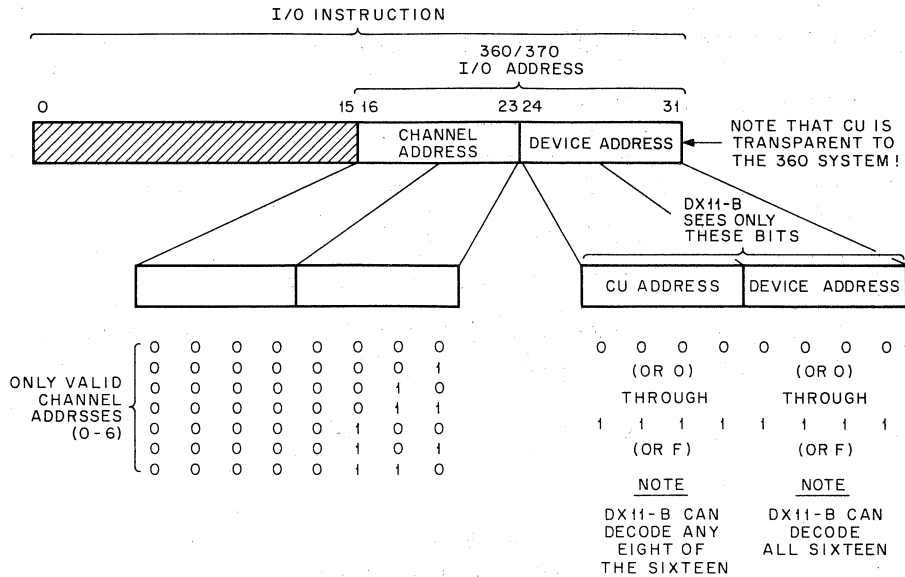 I/O INSTRUCTION
360/370
I/O ADDRESS
0 15 16 23 24 31
CHANNEL ADDRESS
DEVICE ADDRESS
NOTE THAT CU IS
TRANSPARENT TO
THE 360 SYSTEM!
DX11-B
SEES ONLY
THESE BITS
CU ADDRESS
DEVICE ADDRESS
ONLY VALID
CHANNEL
ADDRSSES
(0-6)
0 0 0 0 0 0 0 0
0 0 0 0 0 0 0 1
0 0 0 0 0 0 1 0
0 0 0 0 0 0 1 1
0 0 0 0 0 1 0 0
0 0 0 0 0 1 0 1
0 0 0 0 0 1 1 0
0 0 0 0 0 0 0 0
(OR 0) (OR 0)
THROUGH THROUGH
1 1 1 1 1 1 1 1
(OR F) (OR F)
NOTE
DX11-B CAN
DECODE ANY
EIGHT OF
THE SIXTEEN
NOTE
DX11-B CAN
DECODE
ALL SIXTEEN